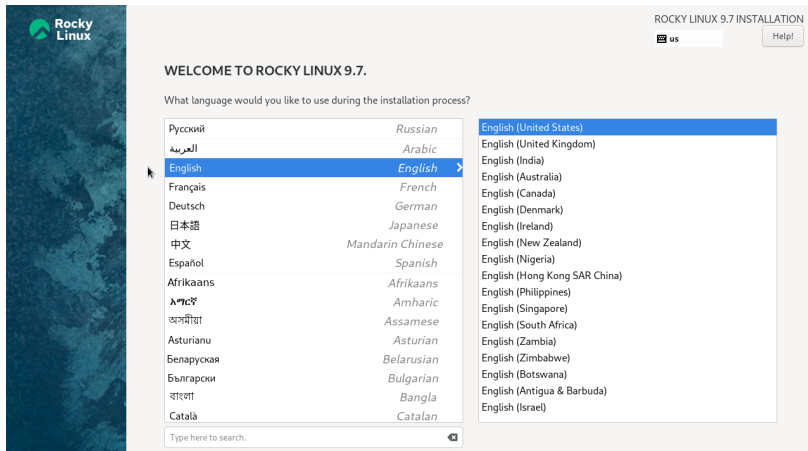 Rocky
Linux
ROCKY LINUX 9.7 INSTALLATION
us
Help!
WELCOME TO ROCKY LINUX 9.7.
What language would you like to use during the installation process?
Русский Russian
العربية Arabic
English English
Français French
Deutsch German
日本語 Japanese
中文 Mandarin Chinese
Español Spanish
Afrikaans Afrikaans
አማርኛ Amharic
অসমীয়া Assamese
Asturianu Asturian
Беларуская Belarusian
Български Bulgarian
বাংলা Bangla
Català Catalan
Type here to search.
English (United States)
English (United Kingdom)
English (India)
English (Australia)
English (Canada)
English (Denmark)
English (Ireland)
English (New Zealand)
English (Nigeria)
English (Hong Kong SAR China)
English (Philippines)
English (Singapore)
English (South Africa)
English (Zambia)
English (Zimbabwe)
English (Botswana)
English (Antigua & Barbuda)
English (Israel)